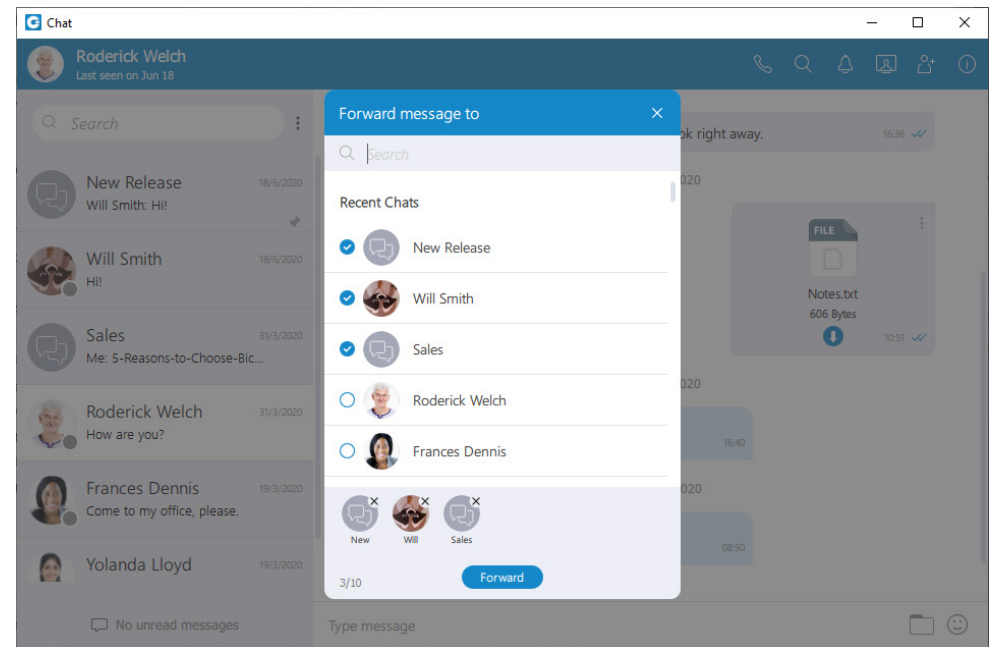 Chat
Roderick Welch
Last seen on Jun 18
Search
New Release 18/6/2020
Will Smith: Hi!
Will Smith 18/6/2020
Hi!
Sales 31/3/2020
Me: 5-Reasons-to-Choose-Bic...
Roderick Welch 31/3/2020
How are you?
Frances Dennis 19/3/2020
Come to my office, please.
Yolanda Lloyd 19/3/2020
No unread messages
Forward message to
Search
Recent Chats
New Release
Will Smith
Sales
Roderick Welch
Frances Dennis
New Will Sales
3/10 Forward
right away. 16:36
020
FILE
Notes.txt
606 Bytes
10:51
020
16:40
020
08:50
Type message